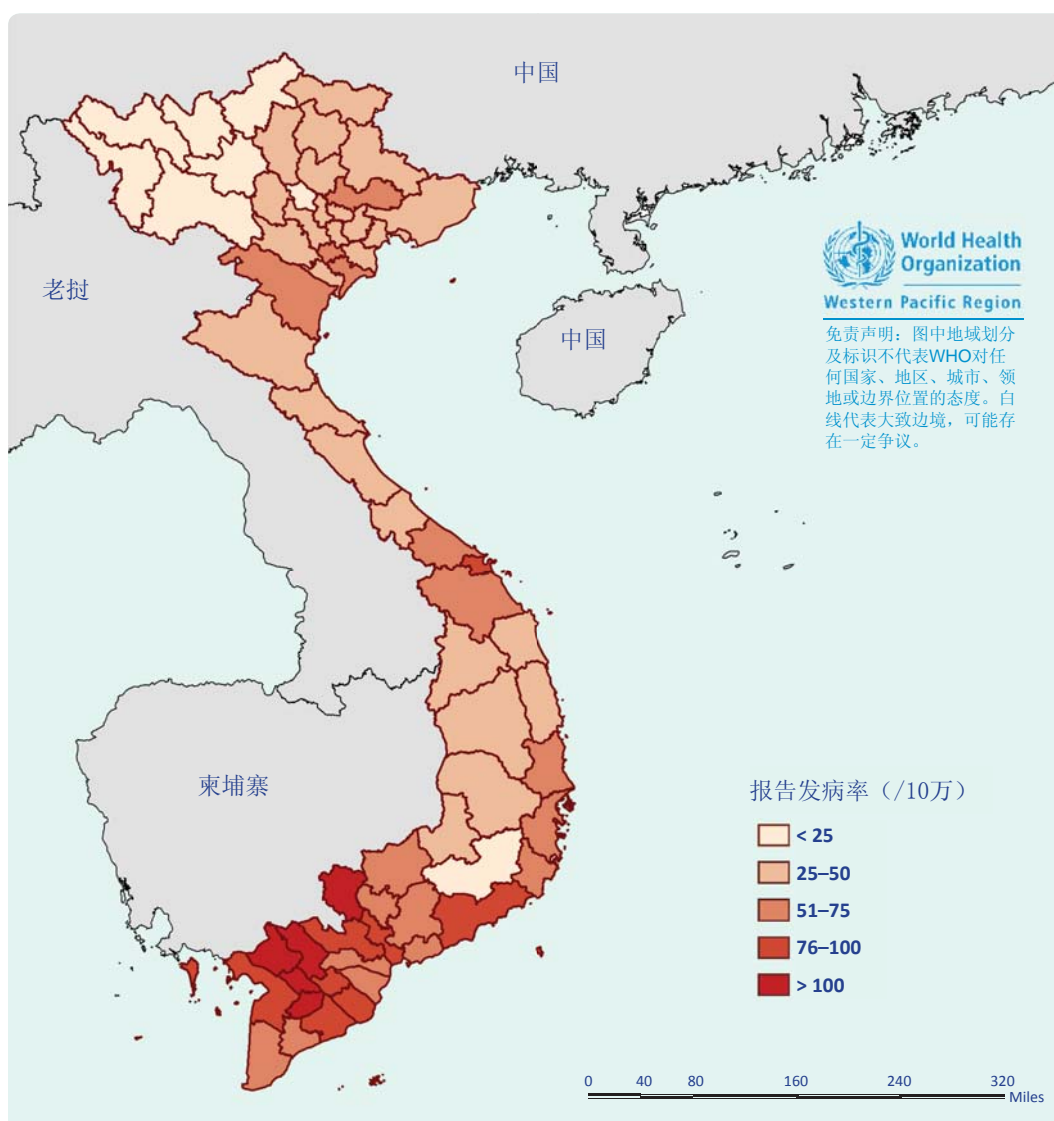 中国
World Health
Organization
Western Pacific Region
老挝
中国
免责声明：图中地域划分
及标识不代表WHO对任
何国家、地区、城市、领
地或边界位置的态度。白
线代表大致边境，可能存
在一定争议。
柬埔寨
报告发病率（/10万）
< 25
25–50
51–75
76–100
> 100
0 40 80 160 240 320
Miles